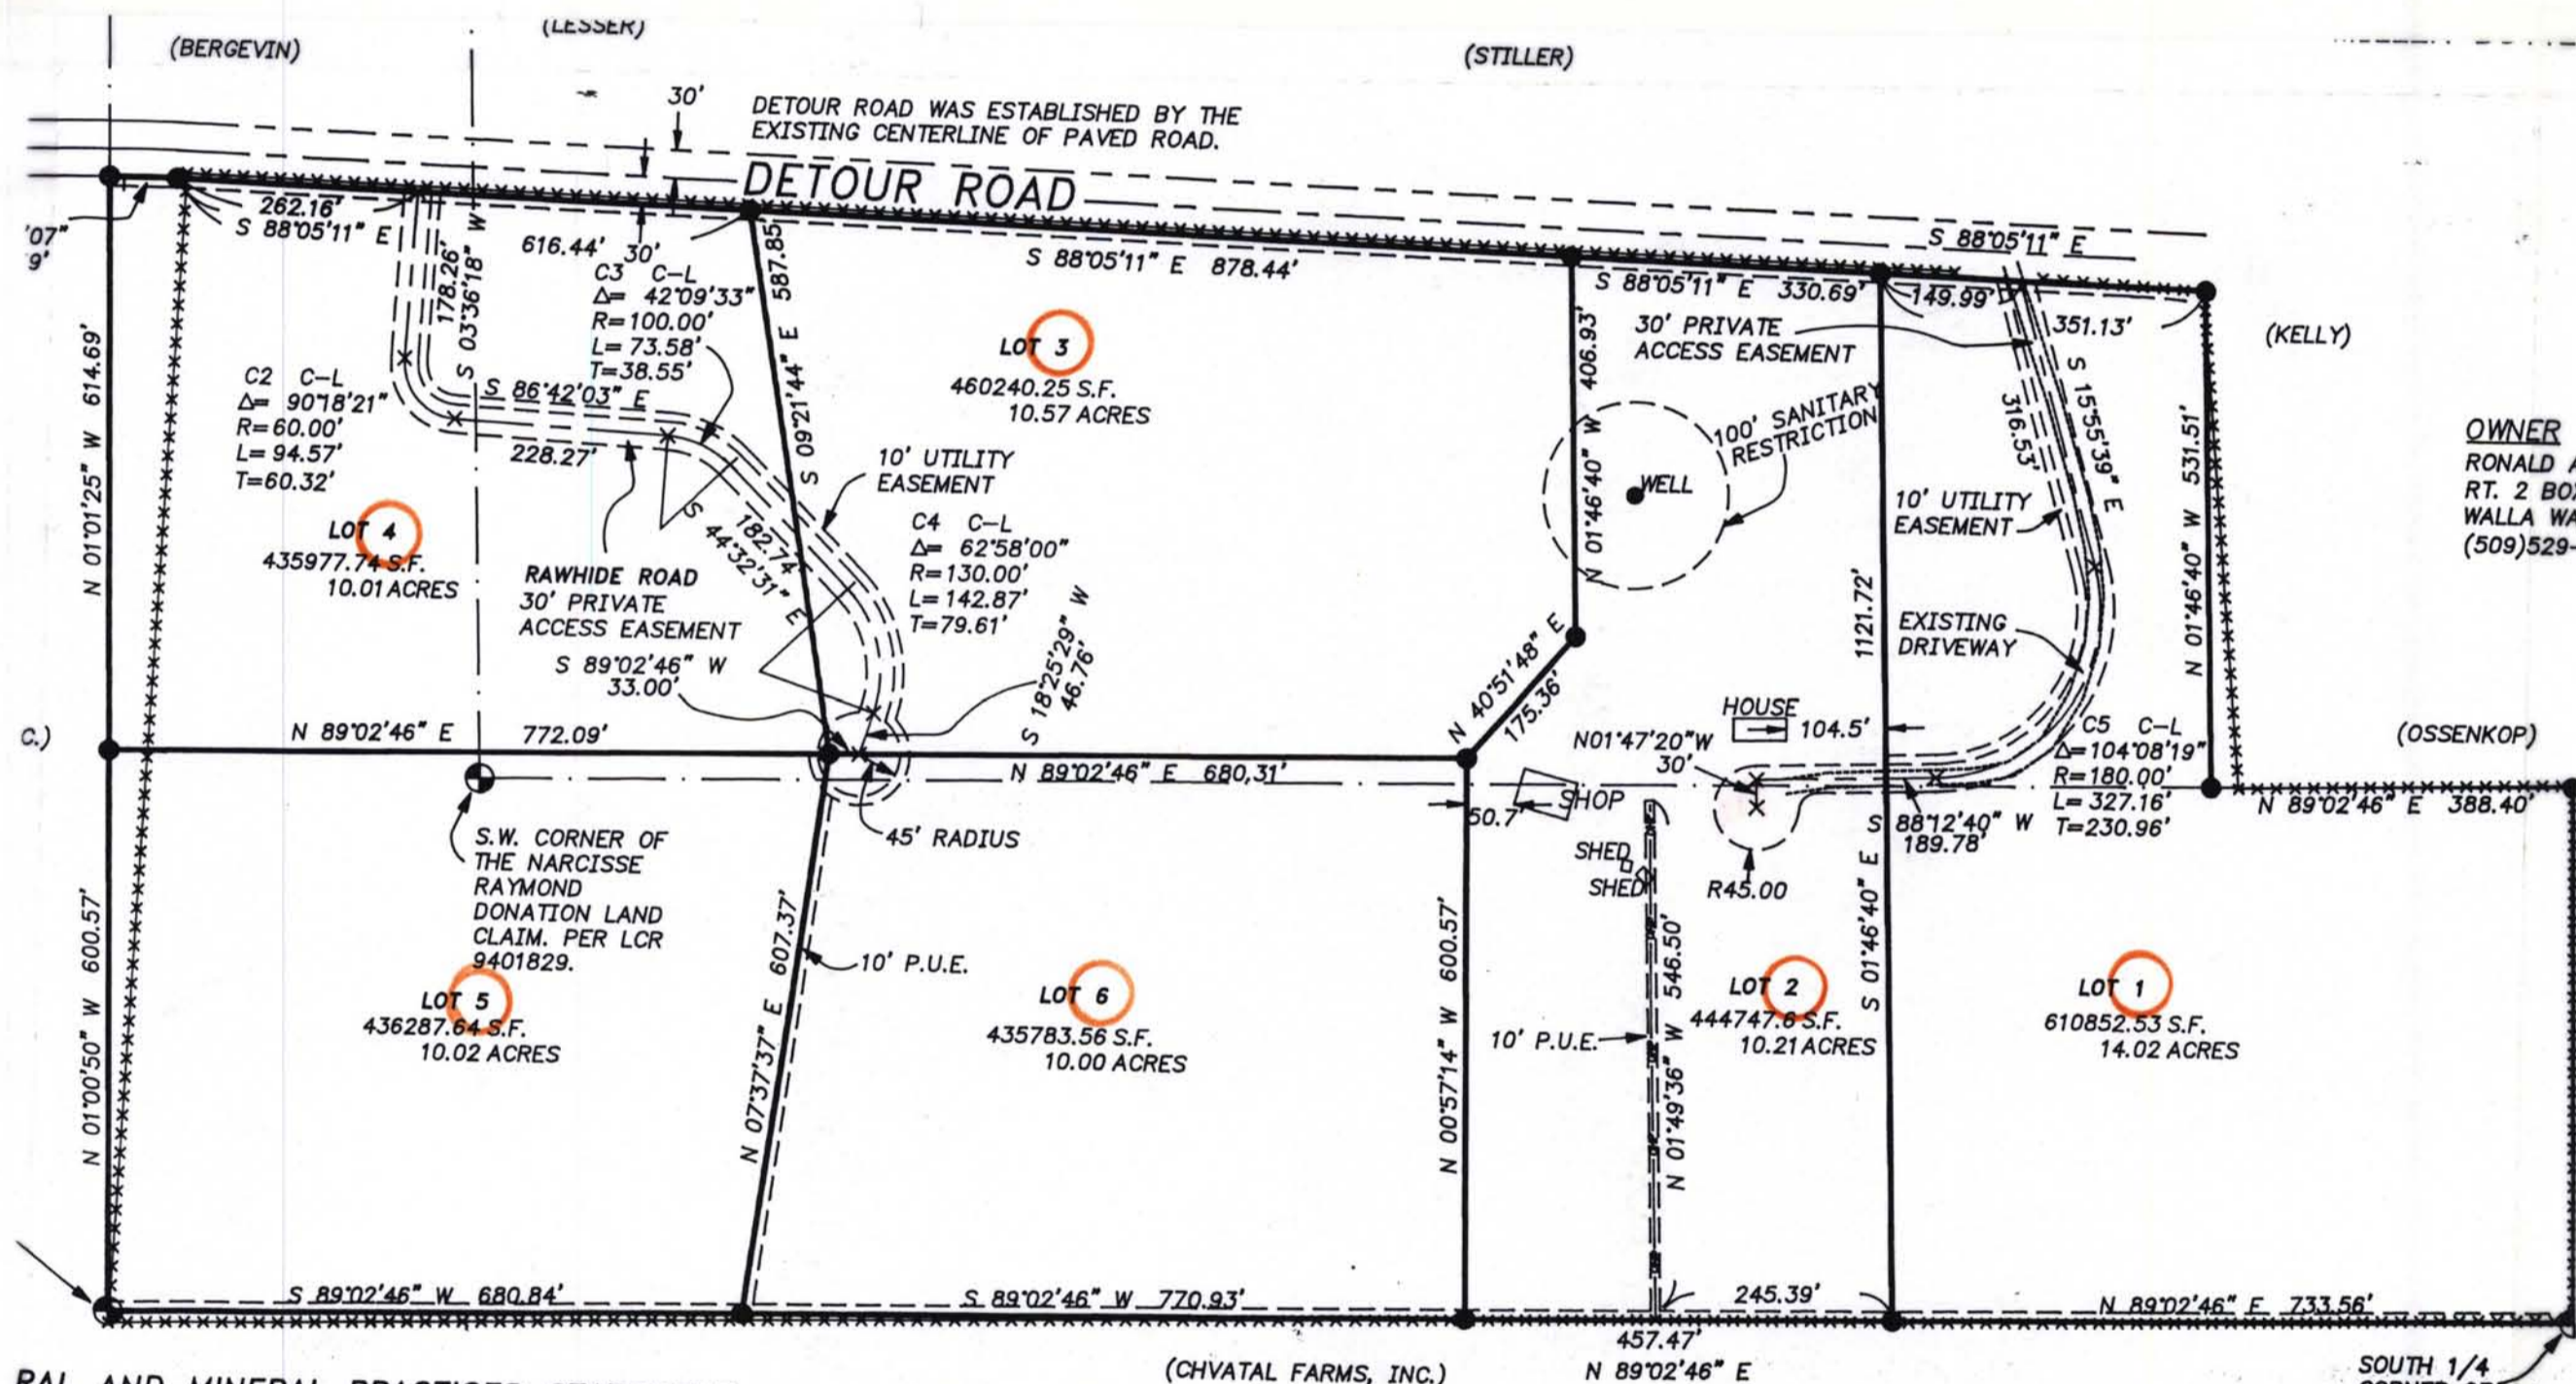 (BERGEVIN)
(LESSER)
(STILLER)
30'
DETOUR ROAD WAS ESTABLISHED BY THE
EXISTING CENTERLINE OF PAVED ROAD.
DETOUR ROAD
262.16'
S 88°05'11" E
'07"
9'
616.44'
30'
178.26'
S 03°36'18" W
S 09°21'44" E 587.85'
S 88°05'11" E 878.44'
S 88°05'11" E 330.69'
S 88°05'11" E
149.99'
351.13'
(KELLY)
C3 C-L
Δ= 42°09'33"
R=100.00'
L= 73.58'
T=38.55'
C2 C-L
Δ= 90°18'21"
R=60.00'
L= 94.57'
T=60.32'
S 86°42'03" E
228.27'
N 01°01'25" W 614.69'
LOT 4
435977.74 S.F.
10.01 ACRES
LOT 3
460240.25 S.F.
10.57 ACRES
10' UTILITY
EASEMENT
C4 C-L
Δ= 62°58'00"
R=130.00'
L=142.87'
T=79.61'
182.74'
S 44°32'31" E
RAWHIDE ROAD
30' PRIVATE
ACCESS EASEMENT
S 89°02'46" W
33.00'
S 18°25'29" W
46.76'
N 01°46'40" W 406.93'
30' PRIVATE
ACCESS EASEMENT
100' SANITARY
RESTRICTION
WELL
N 40°51'48" E
175.36'
316.53'
S 15°55'39" E
10' UTILITY
EASEMENT
EXISTING
DRIVEWAY
1121.72'
N 01°46'40" W 531.51'
OWNER
RONALD A
RT. 2 BOX
WALLA WA
(509)529-
C.)
N 89°02'46" E 772.09'
N 89°02'46" E 680.31'
HOUSE
104.5'
N01°47'20"W
30'
C5 C-L
Δ=104°08'19"
R=180.00'
L= 327.16'
T=230.96'
(OSSENKOP)
N 89°02'46" E 388.40'
S.W. CORNER OF
THE NARCISSE
RAYMOND
DONATION LAND
CLAIM. PER LCR
9401829.
45' RADIUS
50.7'
SHOP
SHED
SHED
R45.00
S 88°12'40" W
189.78'
S 01°46'40" E
N 01°00'50" W 600.57'
LOT 5
436287.64 S.F.
10.02 ACRES
N 07°37'37" E 607.37'
10' P.U.E.
LOT 6
435783.56 S.F.
10.00 ACRES
N 00°57'14" W 600.57'
10' P.U.E.
N 01°49'36" W 546.50'
LOT 2
444747.6 S.F.
10.21 ACRES
LOT 1
610852.53 S.F.
14.02 ACRES
S 89°02'46" W 680.84'
S 89°02'46" W 770.93'
245.39'
N 89°02'46" E 733.56'
457.47'
N 89°02'46" E
(CHVATAL FARMS, INC.)
SOUTH 1/4
RAL AND MINERAL PRACTICES